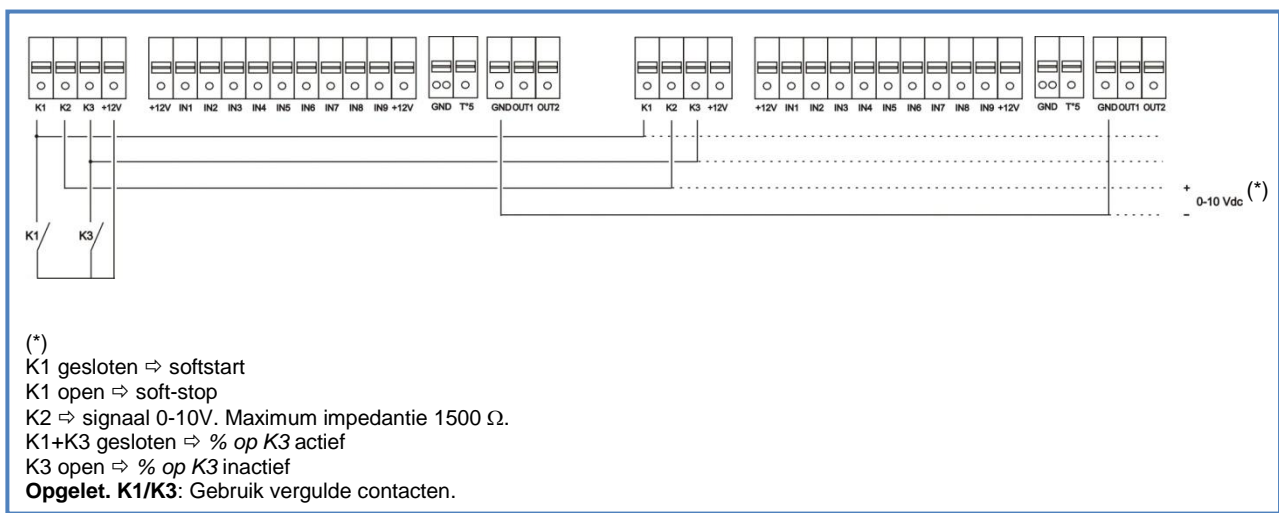 K1 K2 K3 +12V +12V IN1 IN2 IN3 IN4 IN5 IN6 IN7 IN8 IN9 +12V GND T°5 GND OUT1 OUT2 K1 K2 K3 +12V +12V IN1 IN2 IN3 IN4 IN5 IN6 IN7 IN8 IN9 +12V GND T°5 GND OUT1 OUT2
+
0-10 Vdc (*)
–
K1 K3
(*)
K1 gesloten ⇨ softstart
K1 open ⇨ soft-stop
K2 ⇨ signaal 0-10V. Maximum impedantie 1500 Ω.
K1+K3 gesloten ⇨ % op K3 actief
K3 open ⇨ % op K3 inactief
Opgelet. K1/K3: Gebruik vergulde contacten.